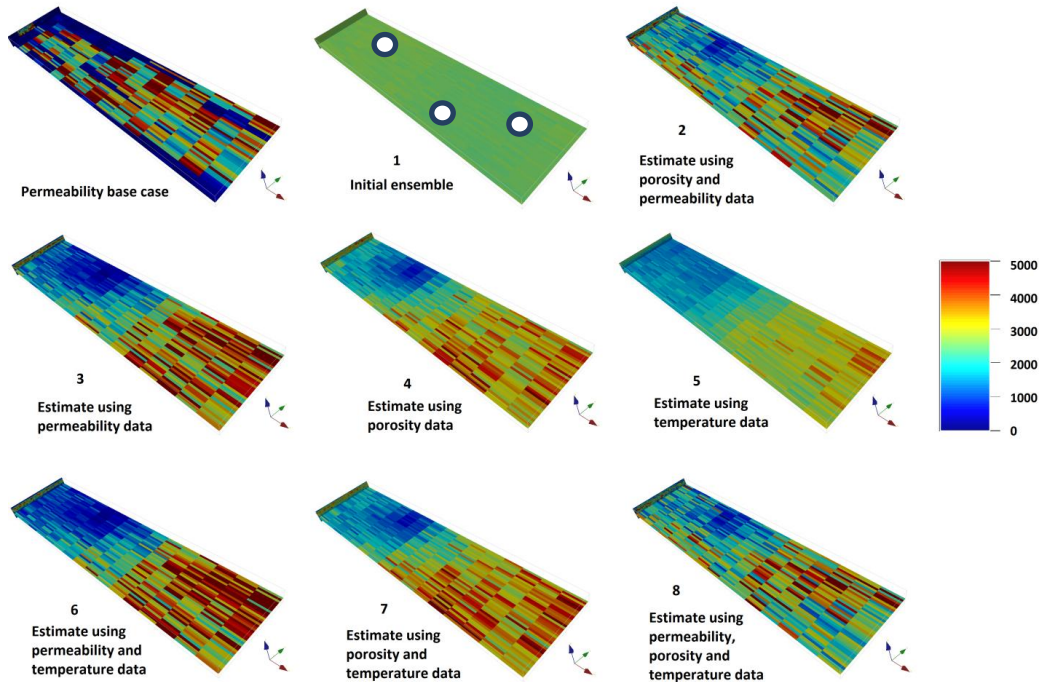 Permeability base case
1
Initial ensemble
2
Estimate using
porosity and
permeability data
3
Estimate using
permeability data
4
Estimate using
porosity data
5
Estimate using
temperature data
5000
4000
3000
2000
1000
0
6
Estimate using
permeability and
temperature data
7
Estimate using
porosity and
temperature data
8
Estimate using
permeability,
porosity and
temperature data